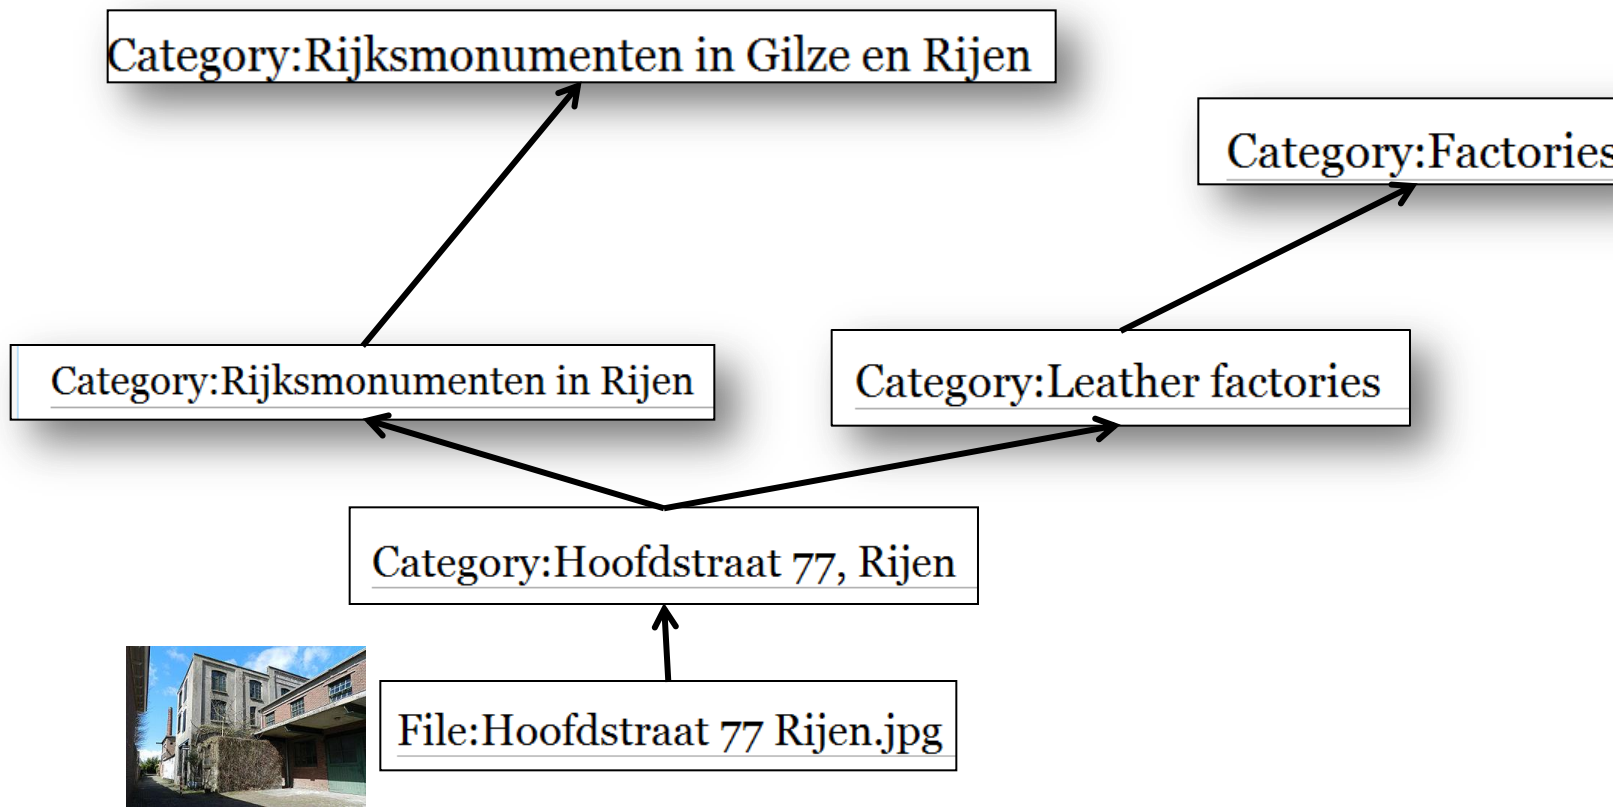 Category:Rijksmonumenten in Gilze en Rijen
Category:Factories
Category:Rijksmonumenten in Rijen
Category:Leather factories
Category:Hoofdstraat 77, Rijen
File:Hoofdstraat 77 Rijen.jpg